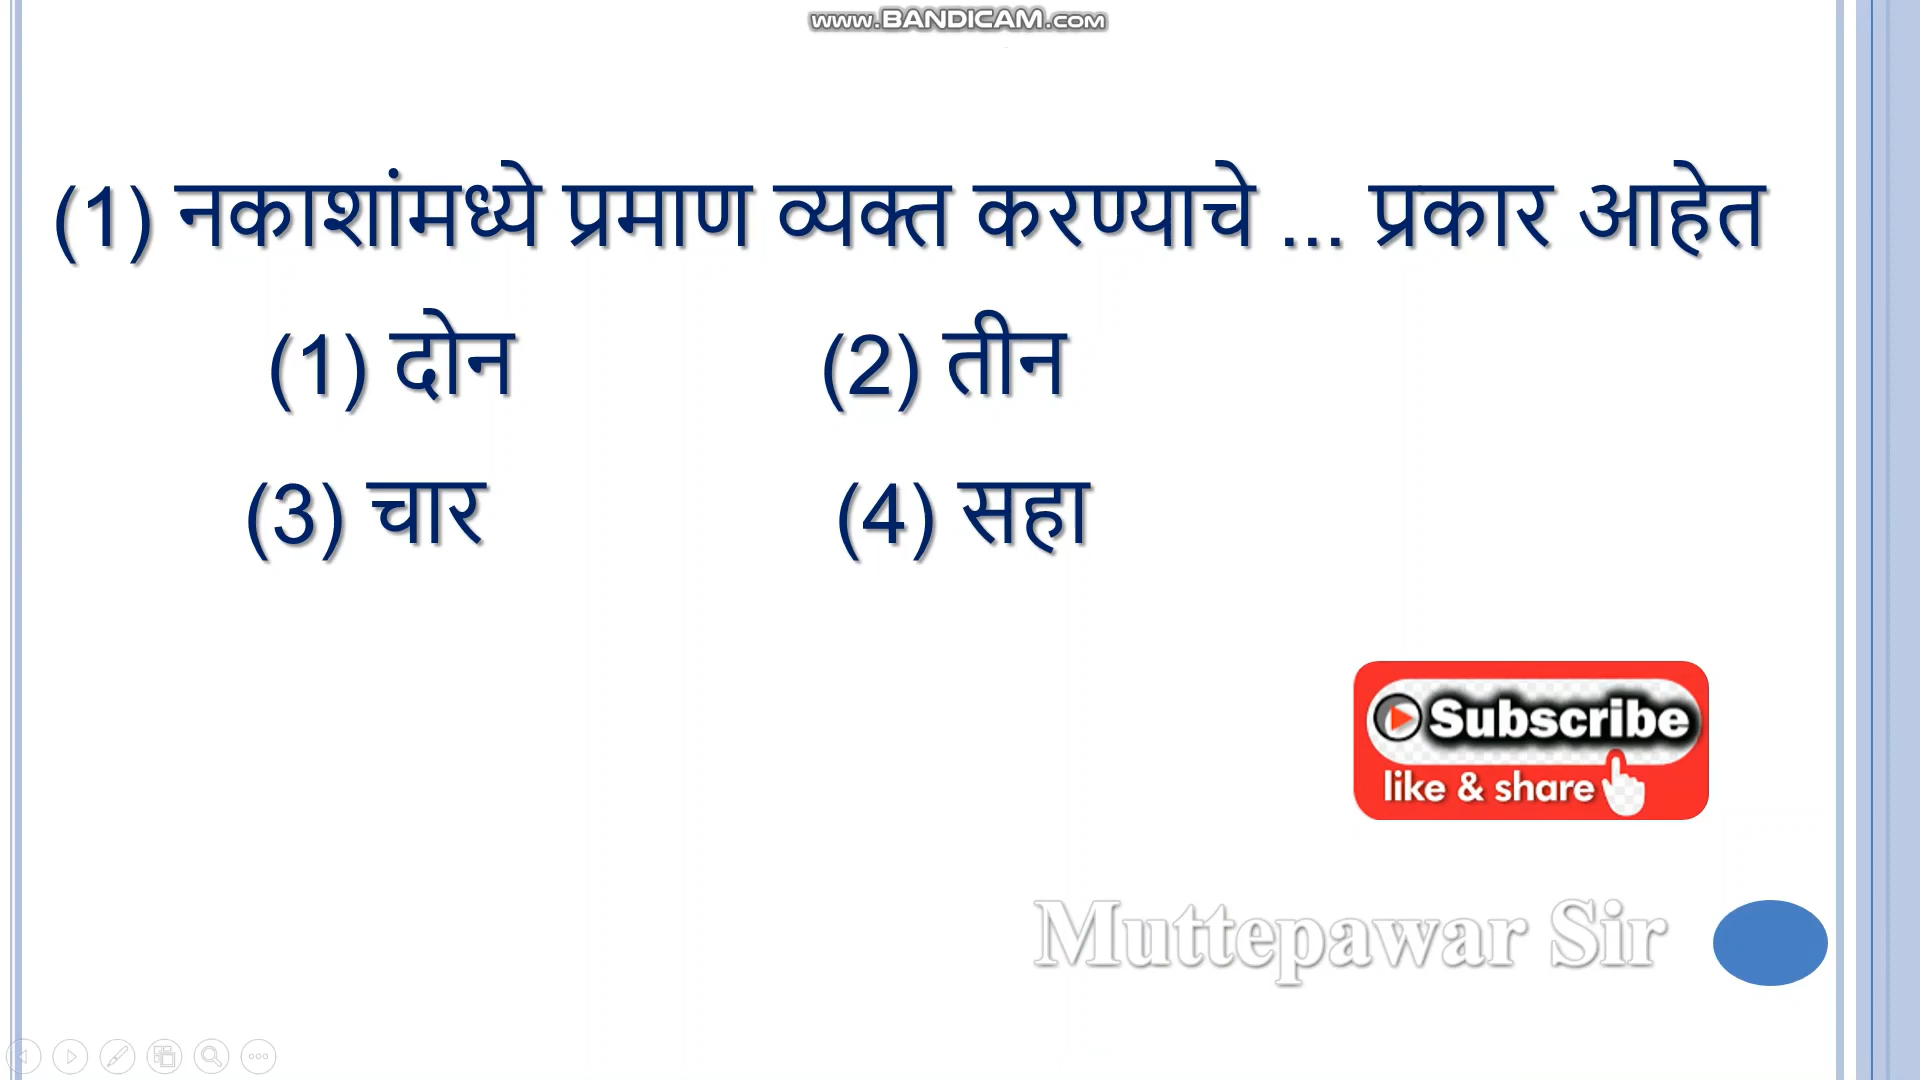 www.BANDICAM.com
(1) नकाशांमध्ये प्रमाण व्यक्त करण्याचे ... प्रकार आहेत
(1) दोन (2) तीन
(3) चार (4) सहा
Subscribe
like & share
Muttepawar Sir